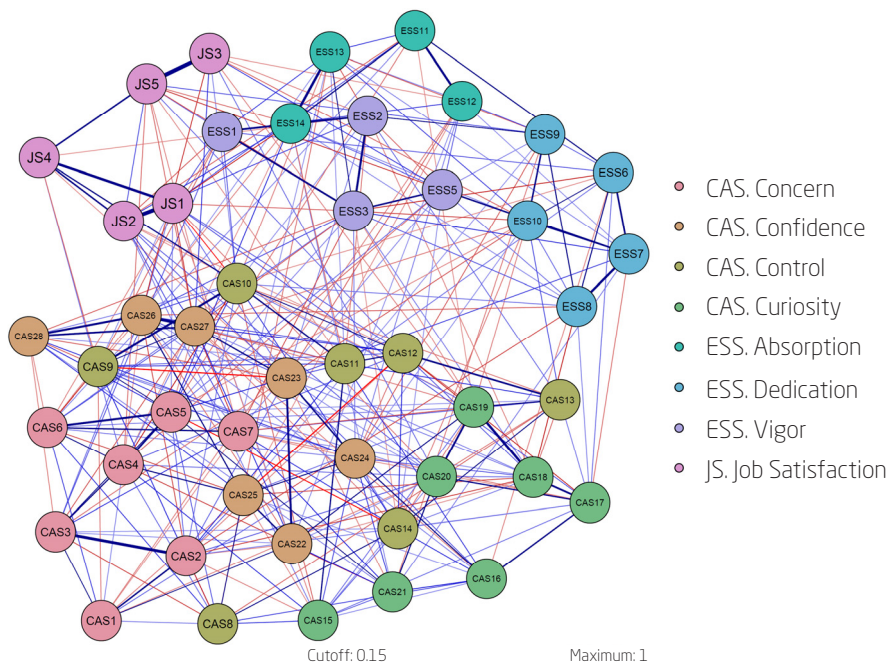 ESS11
JS3
ESS13
JS5
ESS12
ESS2
ESS14
ESS1
ESS9
JS4
ESS6
ESS5
JS1
ESS3
JS2
ESS10
ESS7
CAS10
ESS8
CAS26
CAS27
CAS28
CAS12
CAS11
CAS9
CAS23
CAS13
CAS19
CAS5
CAS6
CAS7
CAS24
CAS4
CAS20
CAS18
CAS25
CAS17
CAS3
CAS14
CAS22
CAS2
CAS16
CAS21
CAS1
CAS15
CAS8
CAS. Concern
CAS. Confidence
CAS. Control
CAS. Curiosity
ESS. Absorption
ESS. Dedication
ESS. Vigor
JS. Job Satisfaction
Cutoff: 0.15
Maximum: 1